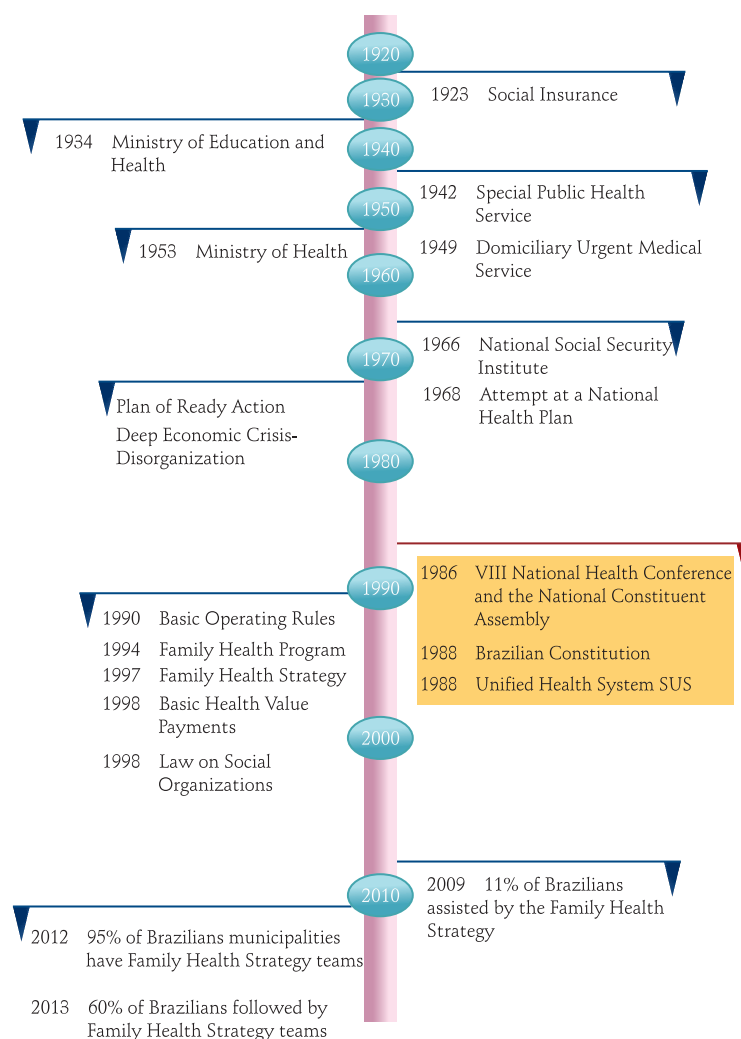 1920
1923 Social Insurance
1930
1934 Ministry of Education and
Health
1940
1942 Special Public Health
Service
1949 Domiciliary Urgent Medical
Service
1950
1953 Ministry of Health
1960
1966 National Social Security
Institute
1968 Attempt at a National
Health Plan
1970
Plan of Ready Action
Deep Economic Crisis-
Disorganization
1980
1986 VIII National Health Conference
and the National Constituent
Assembly
1988 Brazilian Constitution
1988 Unified Health System SUS
1990
1990 Basic Operating Rules
1994 Family Health Program
1997 Family Health Strategy
1998 Basic Health Value
Payments
1998 Law on Social
Organizations
2000
2009 11% of Brazilians
assisted by the Family Health
Strategy
2010
2012 95% of Brazilians municipalities
have Family Health Strategy teams
2013 60% of Brazilians followed by
Family Health Strategy teams